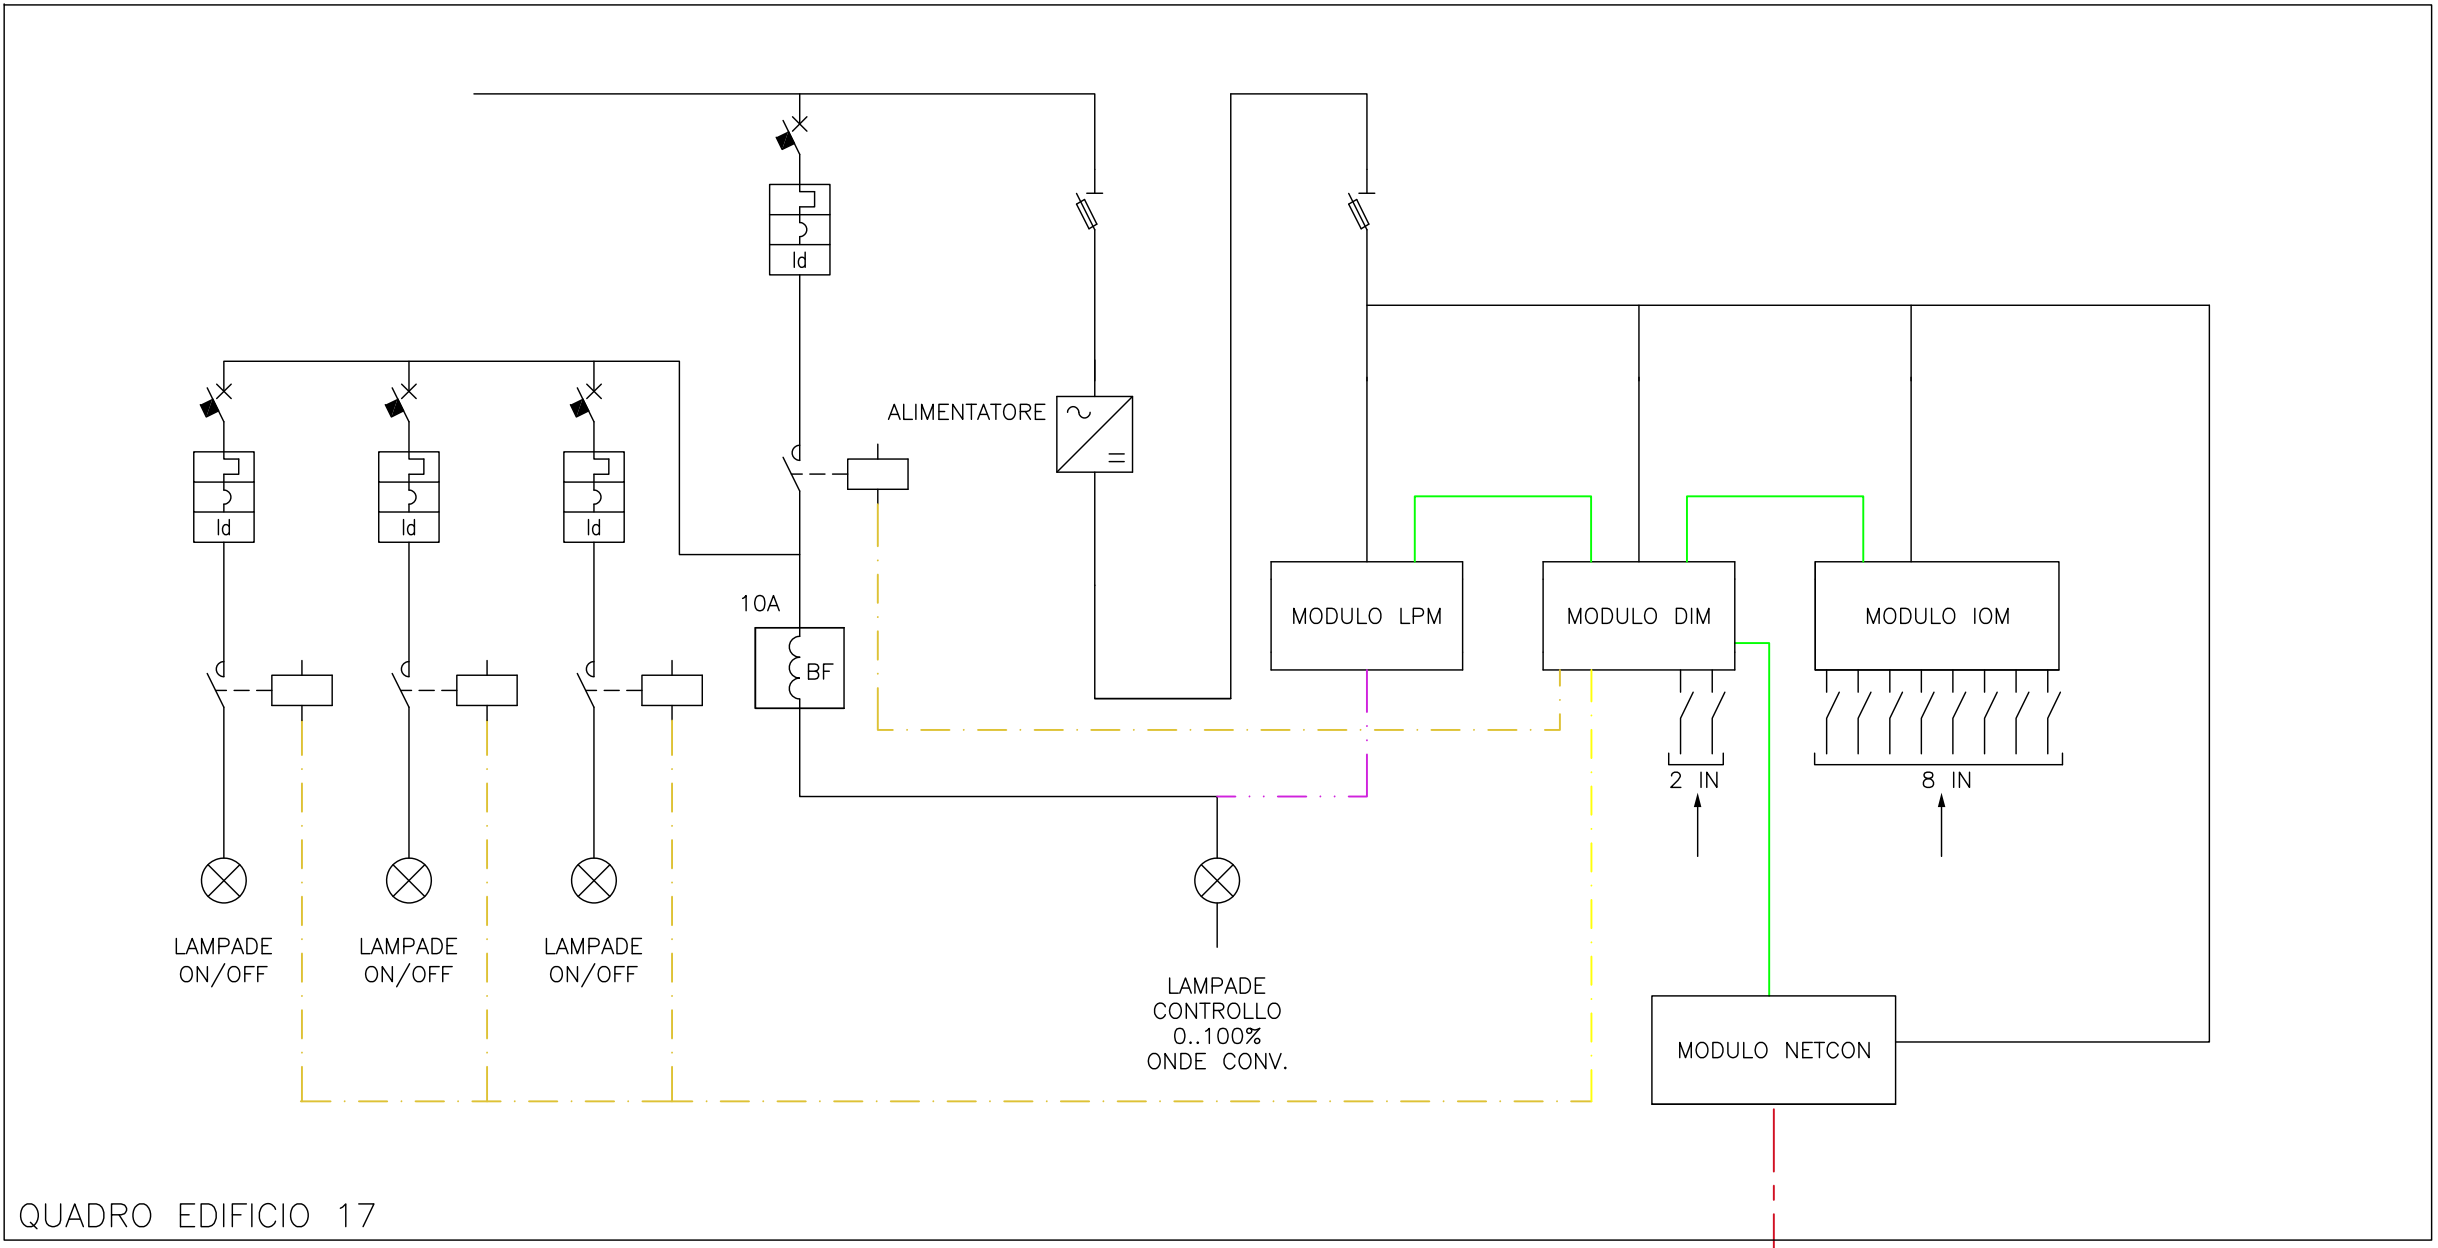 Id
ALIMENTATORE
Id
Id
Id
10A
BF
MODULO LPM
MODULO DIM
MODULO IOM
2 IN
8 IN
LAMPADE
ON/OFF
LAMPADE
ON/OFF
LAMPADE
ON/OFF
LAMPADE
CONTROLLO
0..100%
ONDE CONV.
MODULO NETCON
QUADRO EDIFICIO 17